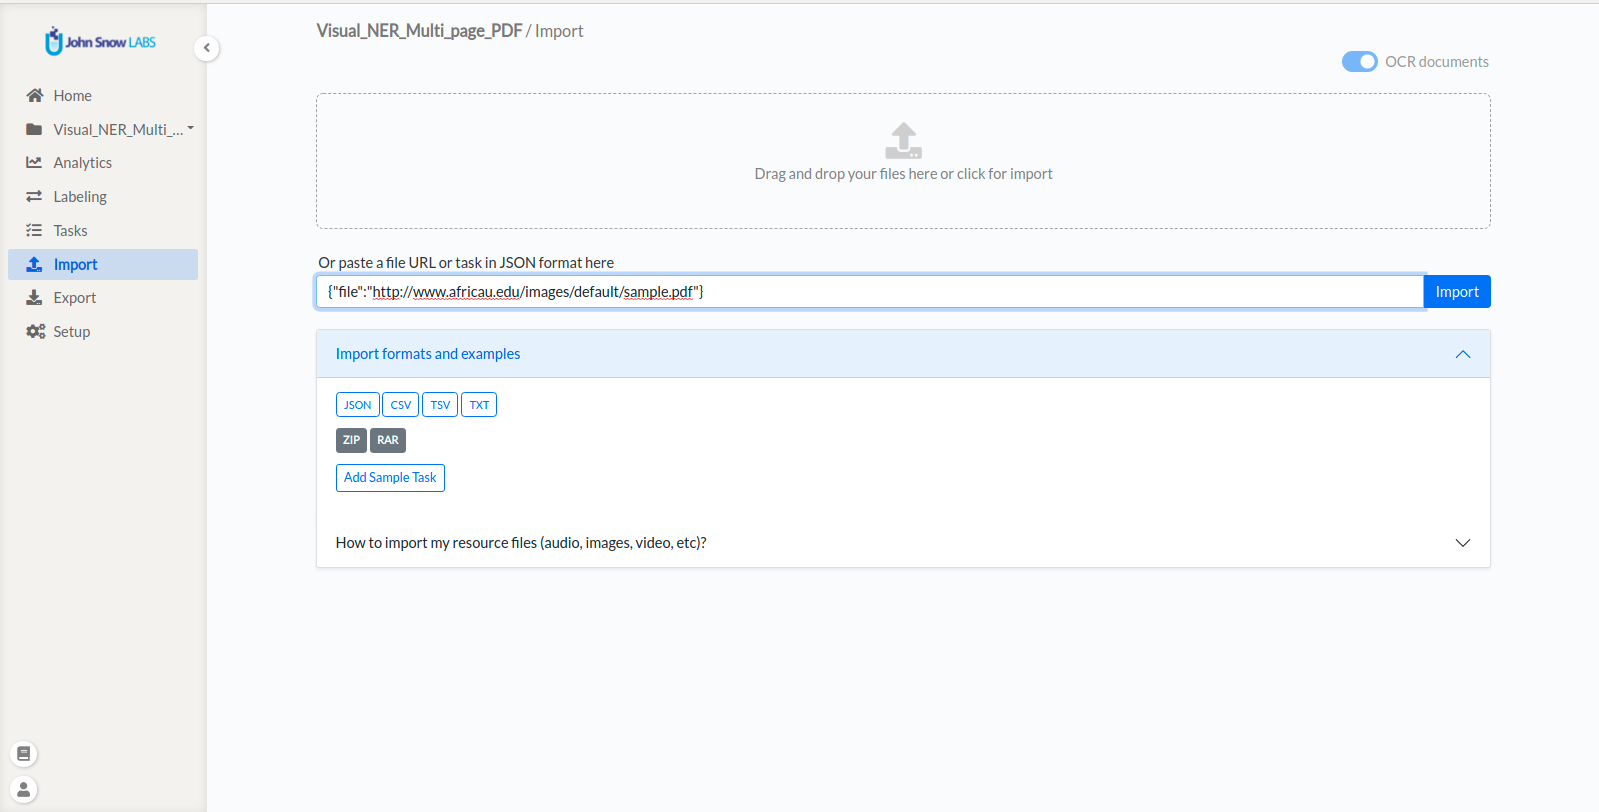 John Snow LABS
Home
Visual_NER_Multi_...
Analytics
Labeling
Tasks
Import
Export
Setup
Visual_NER_Multi_page_PDF / Import
OCR documents
Drag and drop your files here or click for import
Or paste a file URL or task in JSON format here
{"file":"http://www.africau.edu/images/default/sample.pdf"}
Import
Import formats and examples
JSON CSV TSV TXT
ZIP RAR
Add Sample Task
How to import my resource files (audio, images, video, etc)?